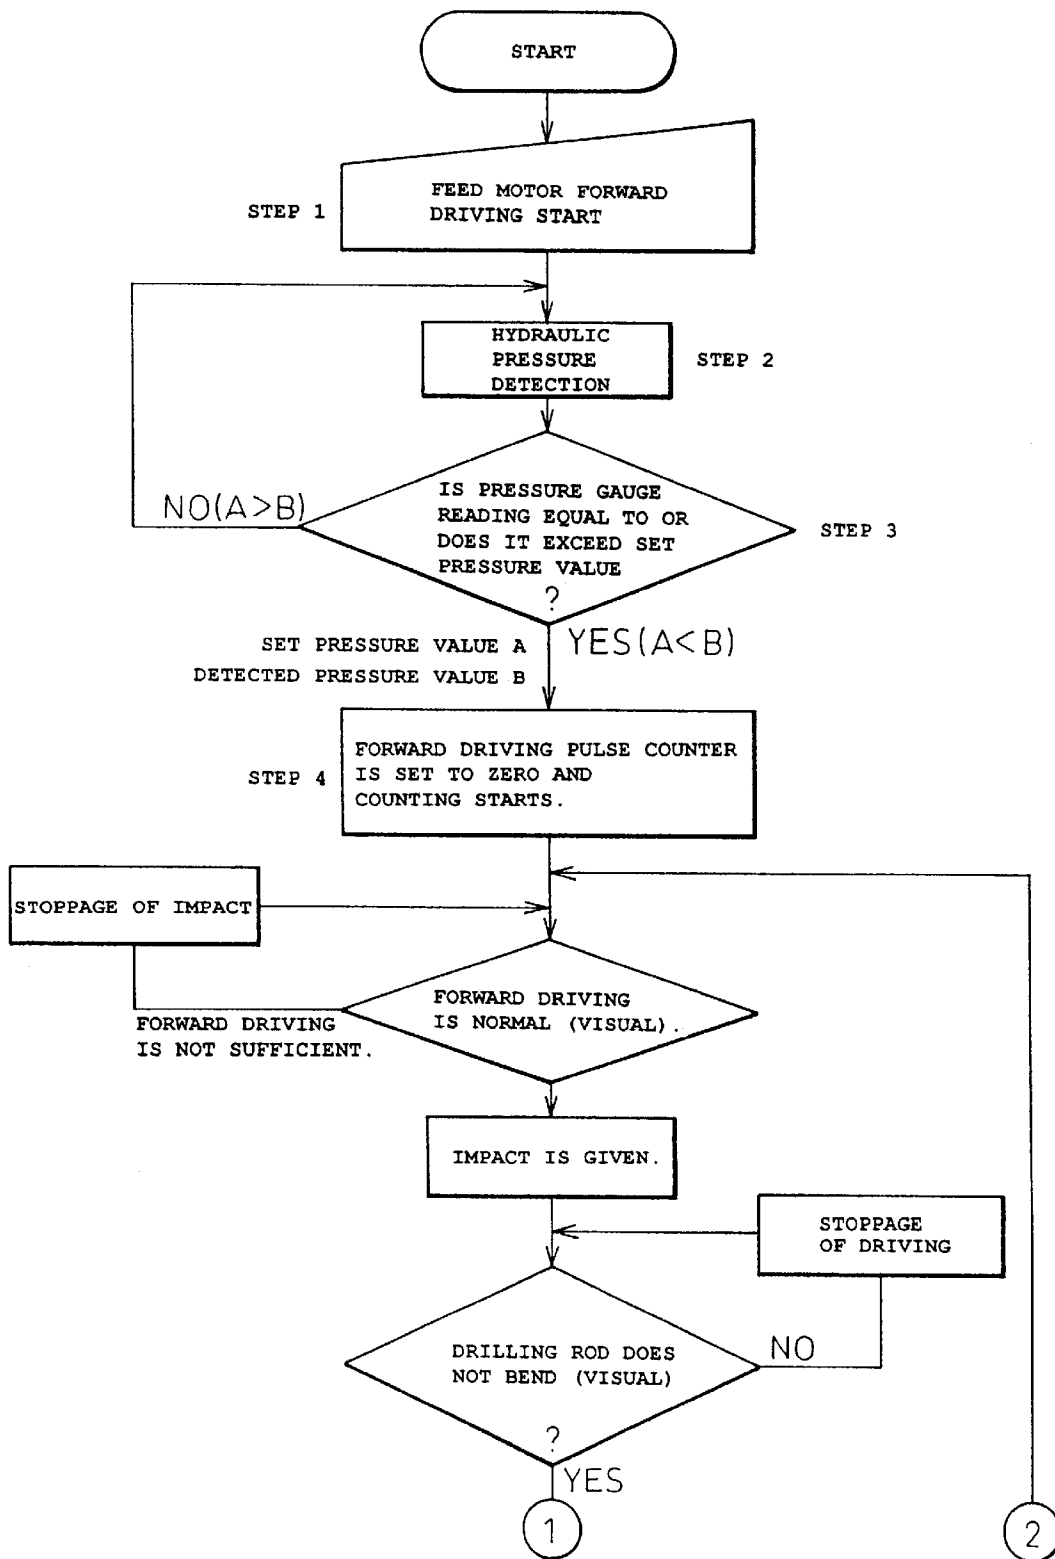 START
FEED MOTOR FORWARD
DRIVING START
STEP 1
HYDRAULIC
PRESSURE
DETECTION
STEP 2
IS PRESSURE GAUGE
READING EQUAL TO OR
DOES IT EXCEED SET
PRESSURE VALUE
?
NO(A>B)
STEP 3
SET PRESSURE VALUE A
DETECTED PRESSURE VALUE B
YES(A<B)
FORWARD DRIVING PULSE COUNTER
IS SET TO ZERO AND
COUNTING STARTS.
STEP 4
STOPPAGE OF IMPACT
FORWARD DRIVING
IS NORMAL (VISUAL).
FORWARD DRIVING
IS NOT SUFFICIENT.
IMPACT IS GIVEN.
STOPPAGE
OF DRIVING
DRILLING ROD DOES
NOT BEND (VISUAL)
?
NO
YES
1
2